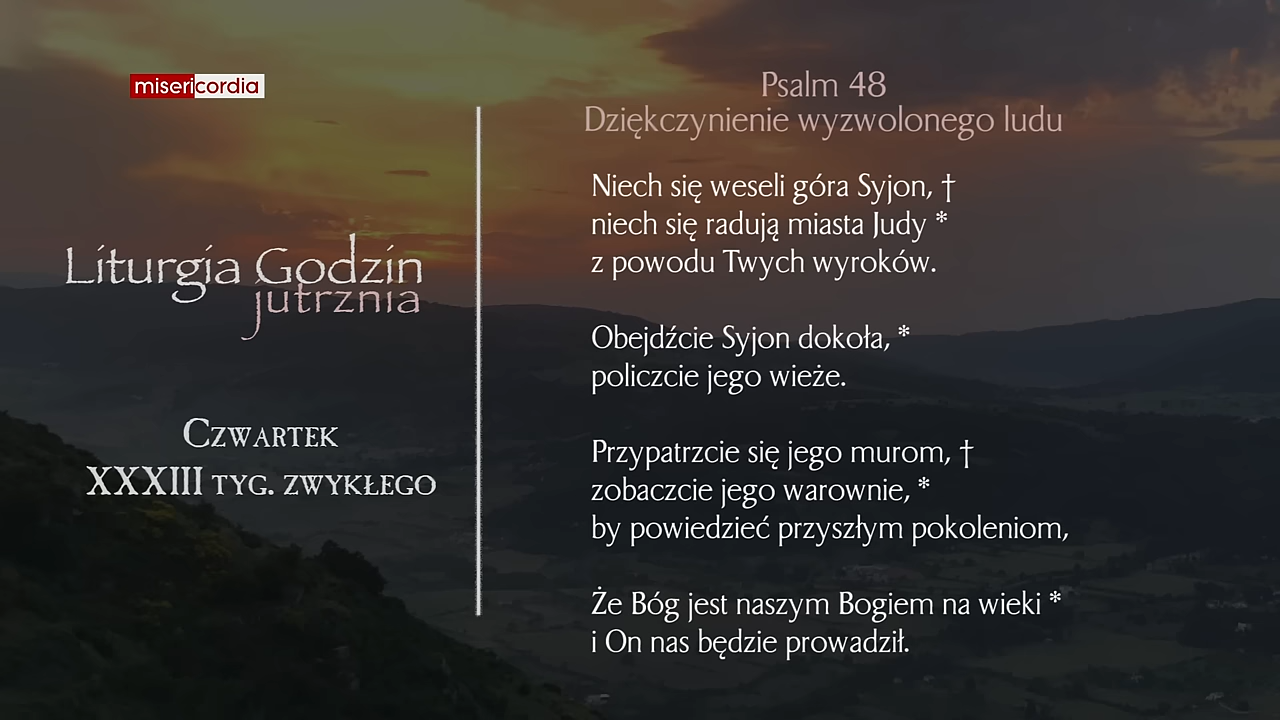 misericordia
Liturgia Godzin
jutrznia
Czwartek
XXXIII tyg. zwykłego
Psalm 48
Dziękczynienie wyzwolonego ludu
Niech się weseli góra Syjon, †
niech się radują miasta Judy *
z powodu Twych wyroków.
Obejdźcie Syjon dokoła, *
policzcie jego wieże.
Przypatrzcie się jego murom, †
zobaczcie jego warownie, *
by powiedzieć przyszłym pokoleniom,
Że Bóg jest naszym Bogiem na wieki *
i On nas będzie prowadził.